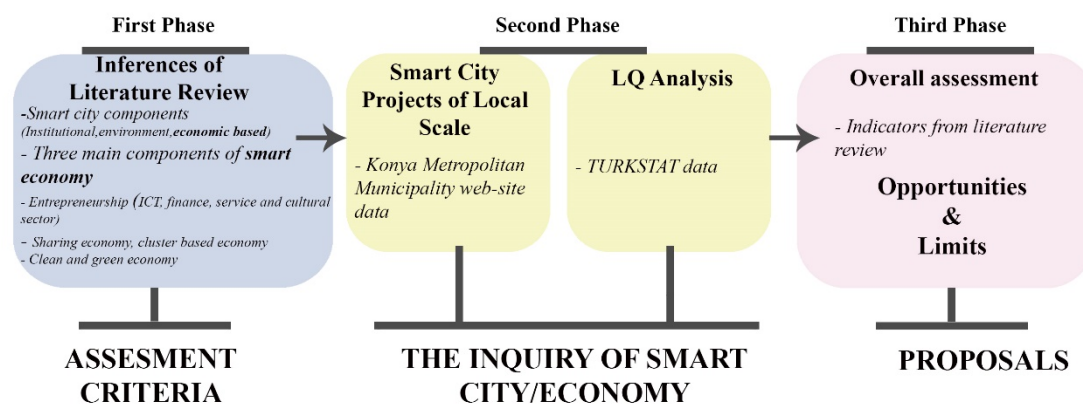 First Phase
Inferences of
Literature Review
-Smart city components
(Institutional,environment,economic based)
- Three main components of smart
economy
- Entrepreneurship (ICT, finance, service and cultural
sector)
- Sharing economy, cluster based economy
- Clean and green economy
ASSESMENT
CRITERIA
Second Phase
Smart City
Projects of Local
Scale
- Konya Metropolitan
Municipality web-site
data
LQ Analysis
- TURKSTAT data
THE INQUIRY OF SMART
CITY/ECONOMY
Third Phase
Overall assessment
- Indicators from literature
review
Opportunities
&
Limits
PROPOSALS